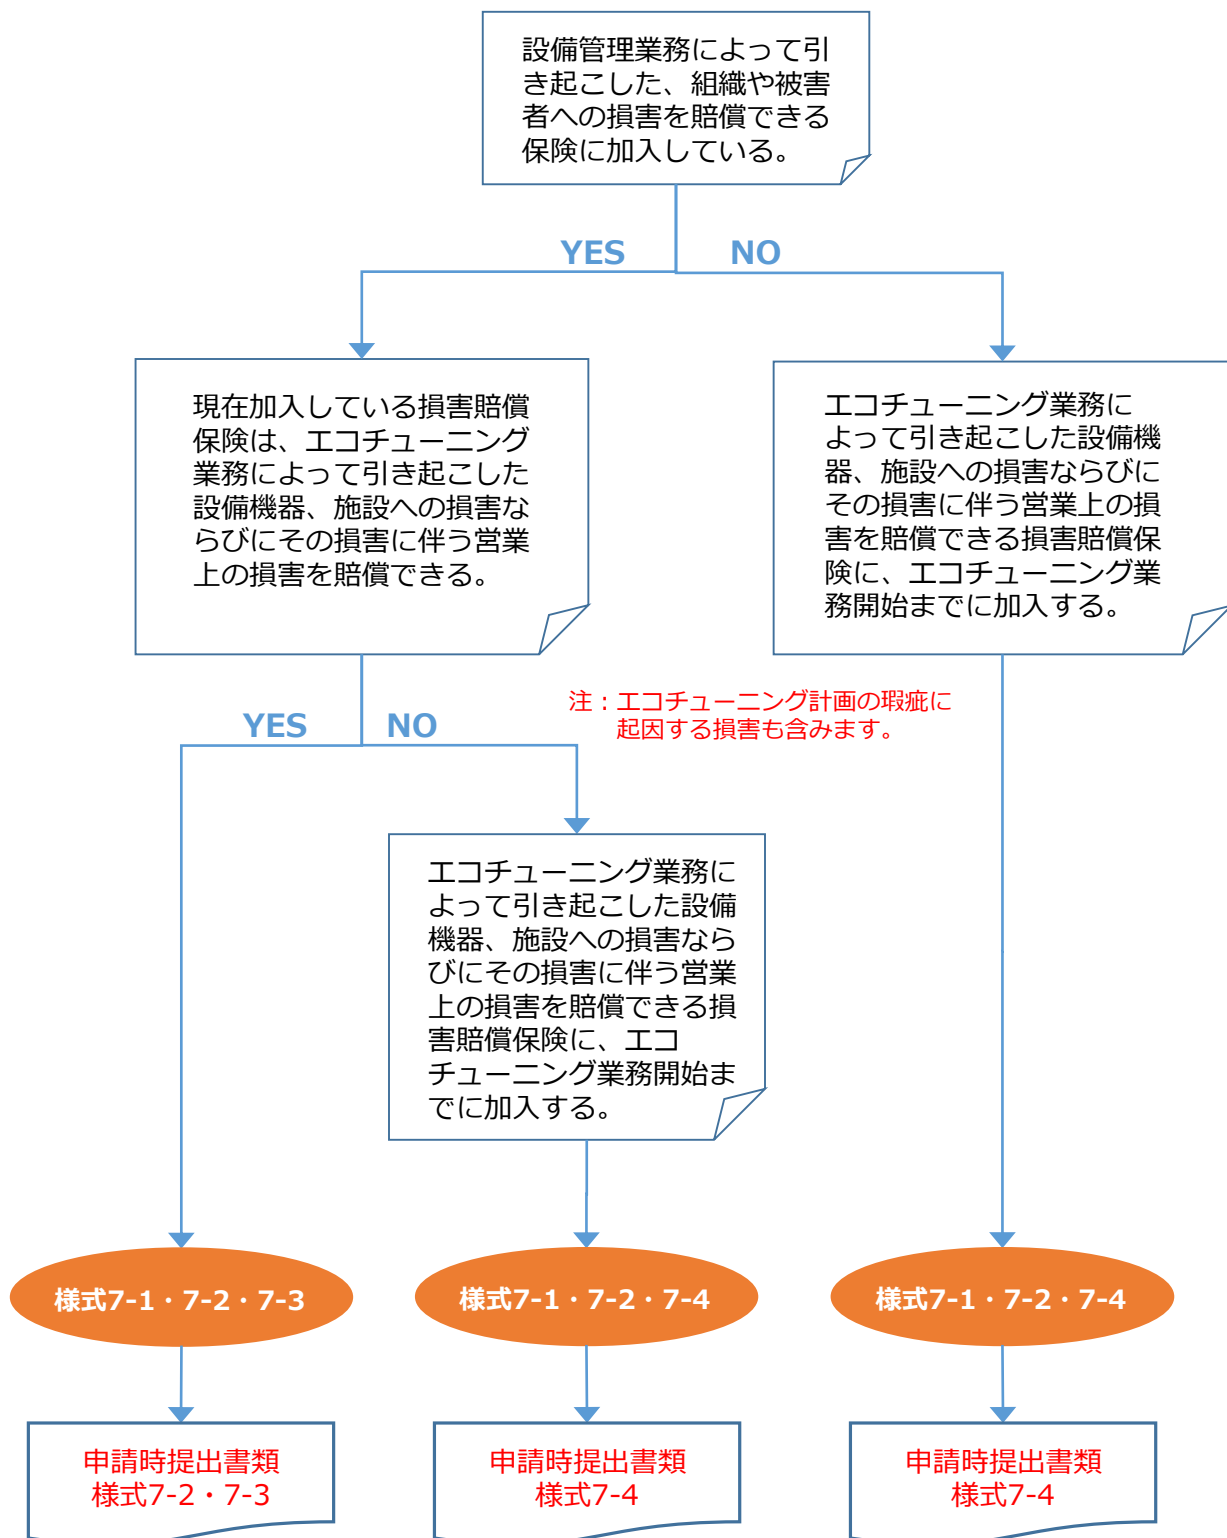 設備管理業務によって引
き起こした、組織や被害
者への損害を賠償できる
保険に加入している。
YES
NO
現在加入している損害賠償
保険は、エコチューニング
業務によって引き起こした
設備機器、施設への損害な
らびにその損害に伴う営業
上の損害を賠償できる。
エコチューニング業務に
よって引き起こした設備機
器、施設への損害ならびに
その損害に伴う営業上の損
害を賠償できる損害賠償保
険に、エコチューニング業
務開始までに加入する。
注：エコチューニング計画の瑕疵に
起因する損害も含みます。
YES
NO
エコチューニング業務に
よって引き起こした設備
機器、施設への損害なら
びにその損害に伴う営業
上の損害を賠償できる損
害賠償保険に、エコ
チューニング業務開始ま
でに加入する。
様式7-1・7-2・7-3
様式7-1・7-2・7-4
様式7-1・7-2・7-4
申請時提出書類
様式7-2・7-3
申請時提出書類
様式7-4
申請時提出書類
様式7-4